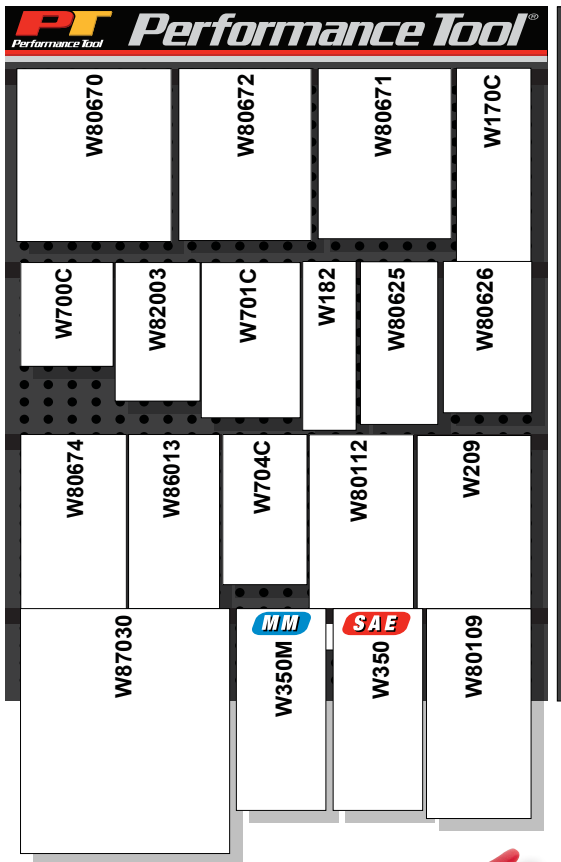 PT
Performance Tool
Performance Tool®
W80670
W80672
W80671
W170C
W700C
W82003
W701C
W182
W80625
W80626
W80674
W86013
W704C
W80112
W209
W87030
MM
W350M
SAE
W350
W80109